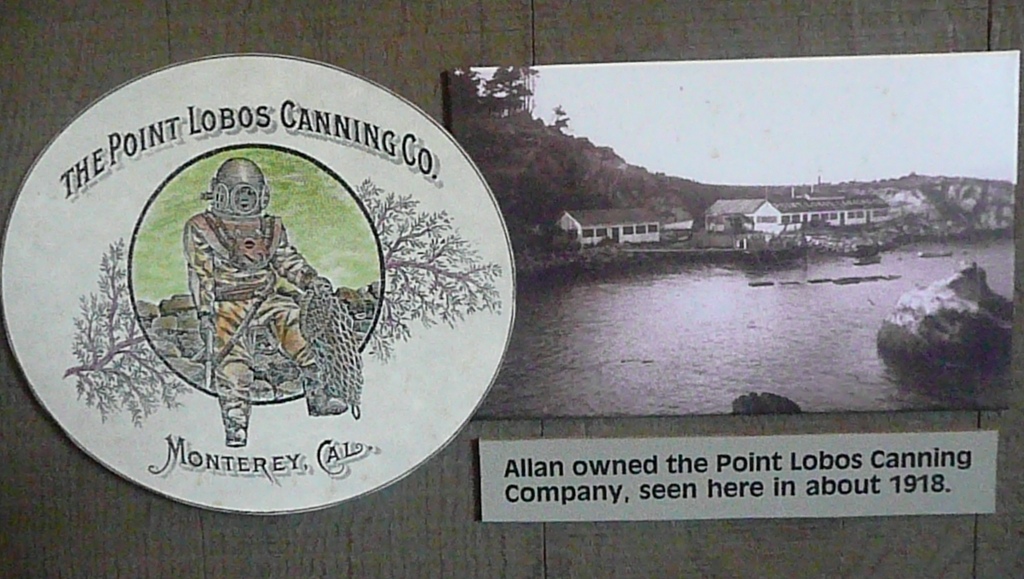 THE POINT LOBOS CANNING CO.
MONTEREY, CAL.
Allan owned the Point Lobos Canning
Company, seen here in about 1918.